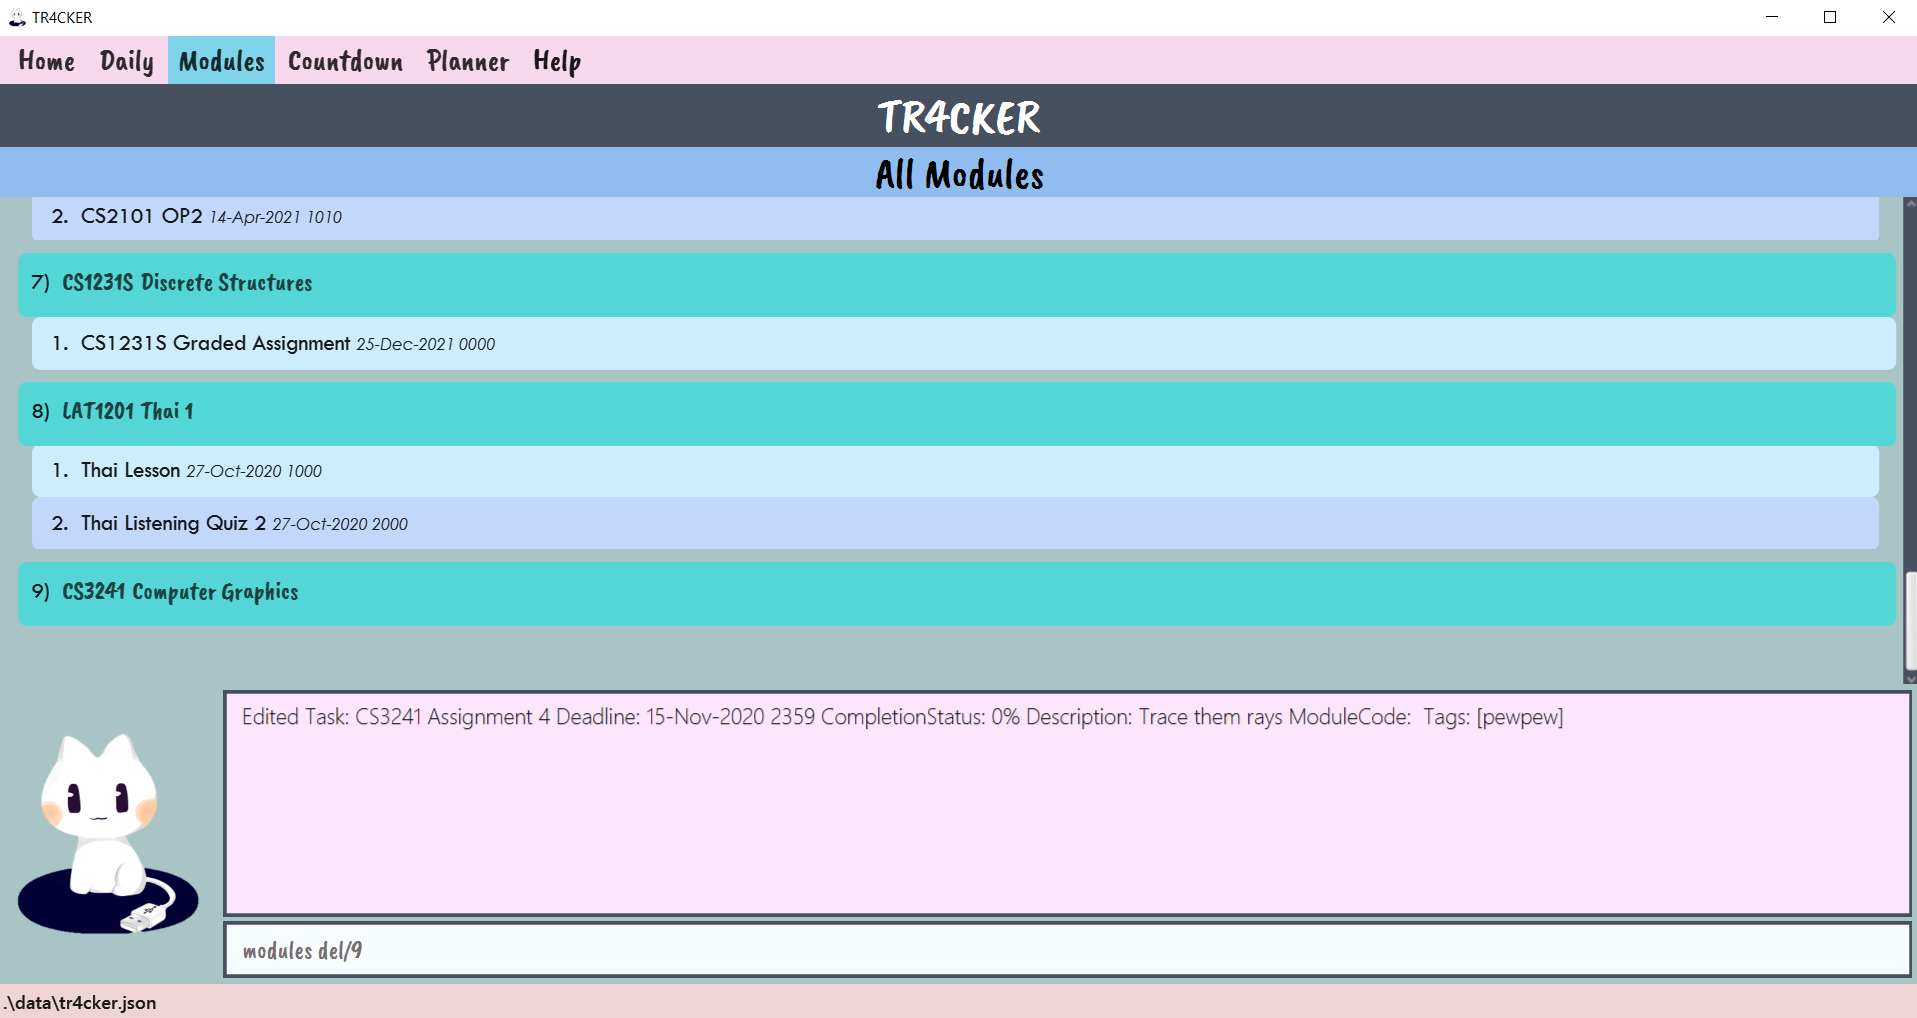 TR4CKER
Home Daily Modules Countdown Planner Help
TR4CKER
All Modules
2. CS2101 OP2 14-Apr-2021 1010
7) CS1231S Discrete Structures
1. CS1231S Graded Assignment 25-Dec-2021 0000
8) LAT1201 Thai 1
1. Thai Lesson 27-Oct-2020 1000
2. Thai Listening Quiz 2 27-Oct-2020 2000
9) CS3241 Computer Graphics
Edited Task: CS3241 Assignment 4 Deadline: 15-Nov-2020 2359 CompletionStatus: 0% Description: Trace them rays ModuleCode:  Tags: [pewpew]
modules del/9
.\data\tr4cker.json